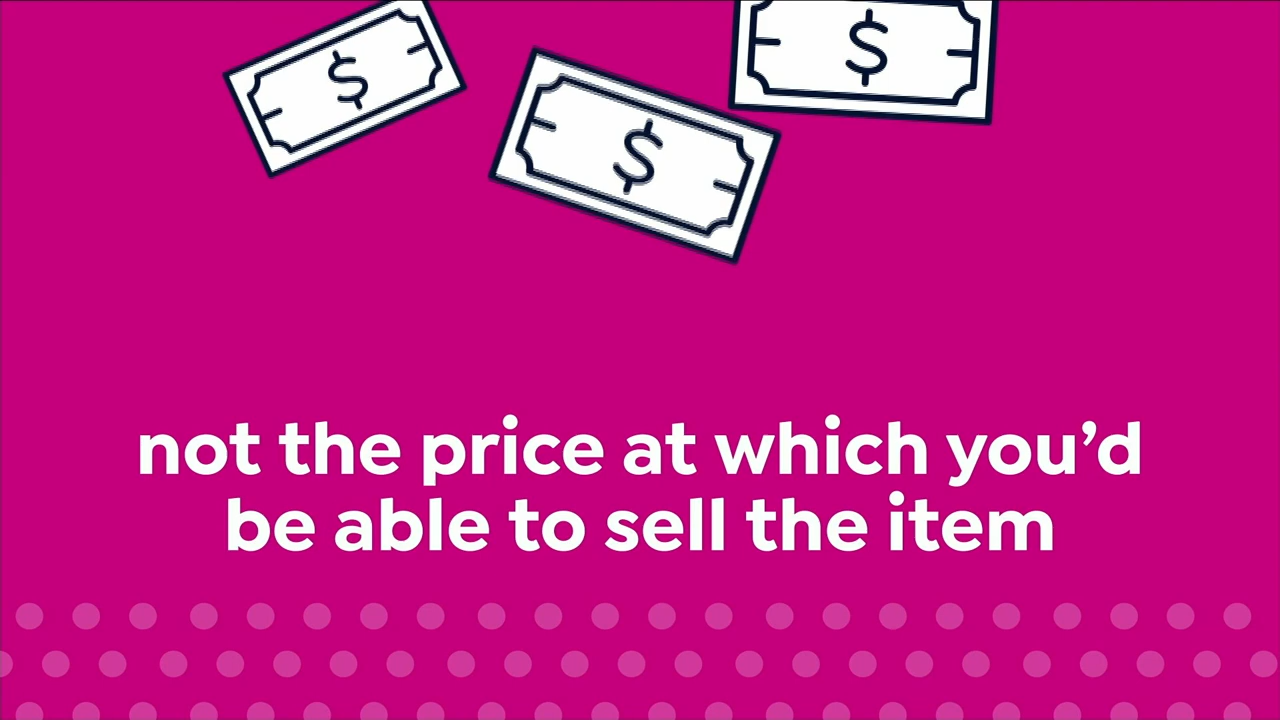 $
$
$
not the price at which you’d
be able to sell the item